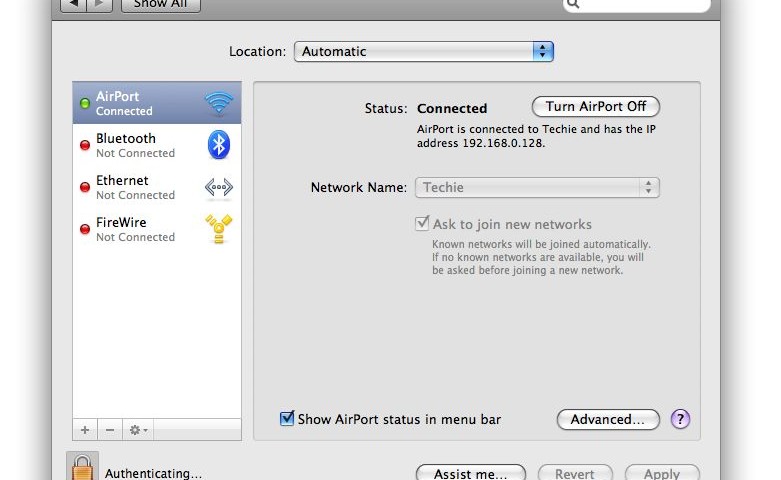 Show All
Location: Automatic
AirPort
Connected
Bluetooth
Not Connected
Ethernet
Not Connected
FireWire
Not Connected
Status: Connected
Turn AirPort Off
AirPort is connected to Techie and has the IP
address 192.168.0.128.
Network Name: Techie
Ask to join new networks
Known networks will be joined automatically.
If no known networks are available, you will
be asked before joining a new network.
Show AirPort status in menu bar
Advanced...
?
Authenticating...
Assist me...
Revert
Apply